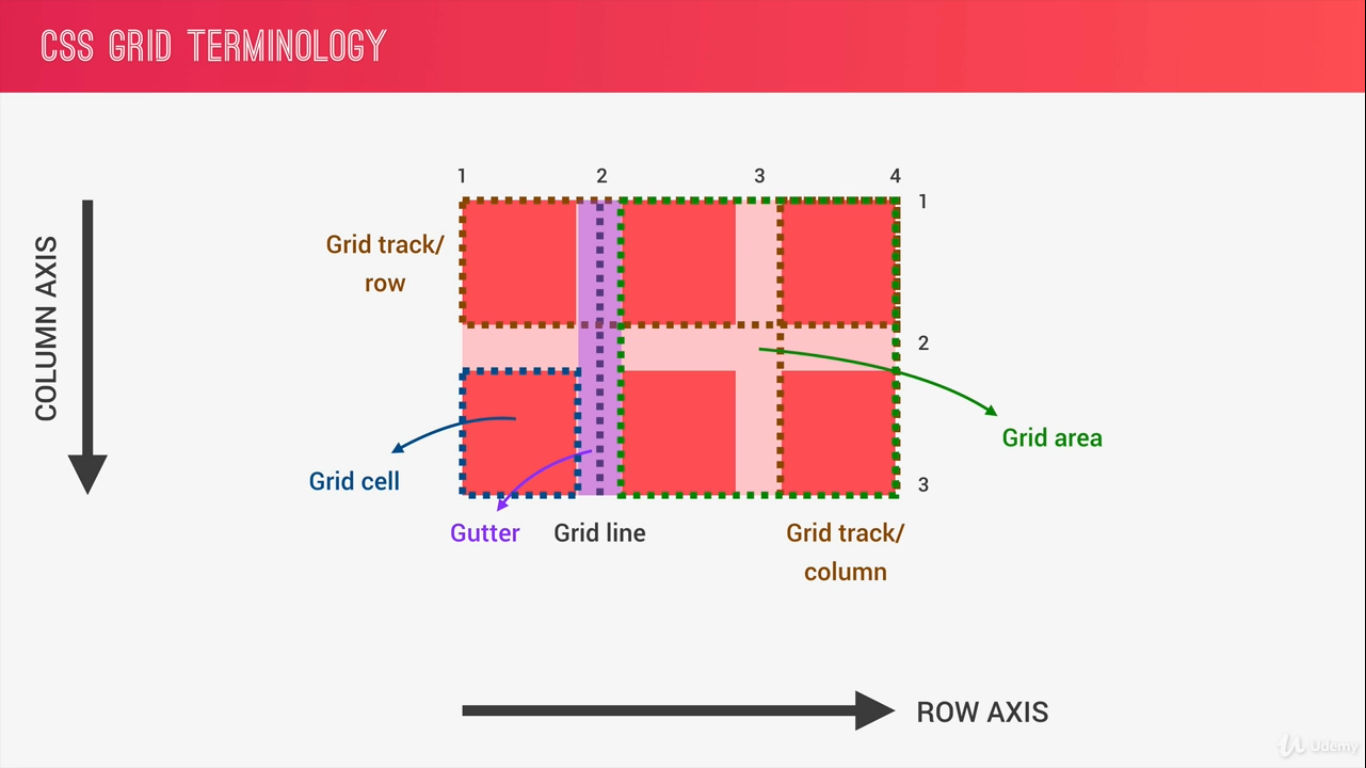 CSS GRID TERMINOLOGY
1 2 3 4
1
Grid track/
row
COLUMN AXIS
2
Grid area
Grid cell
3
Gutter
Grid line
Grid track/
column
ROW AXIS
Udemy